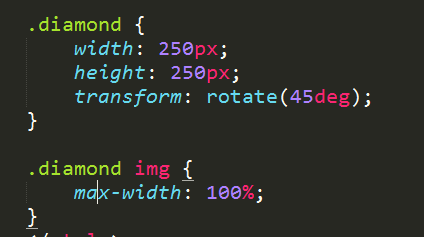 .diamond {
width: 250px;
height: 250px;
transform: rotate(45deg);
}
.diamond img {
max-width: 100%;
}